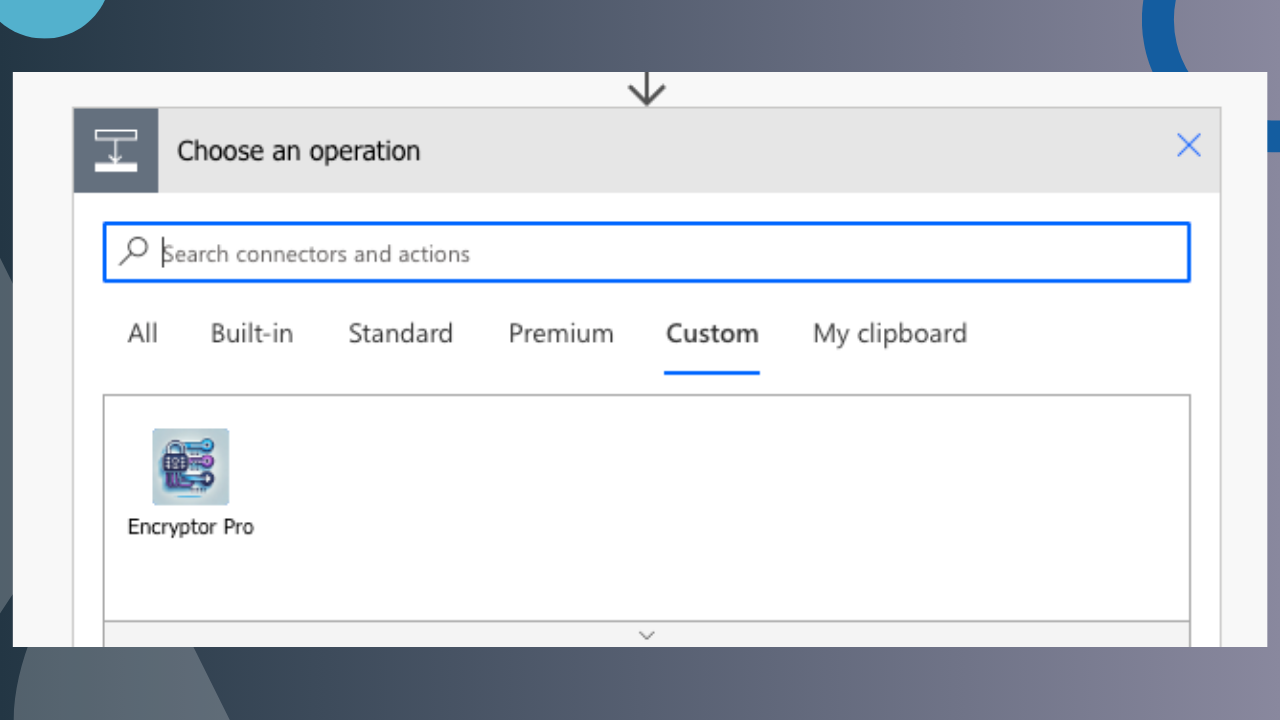 Choose an operation
Search connectors and actions
All Built-in Standard Premium Custom My clipboard
Encryptor Pro